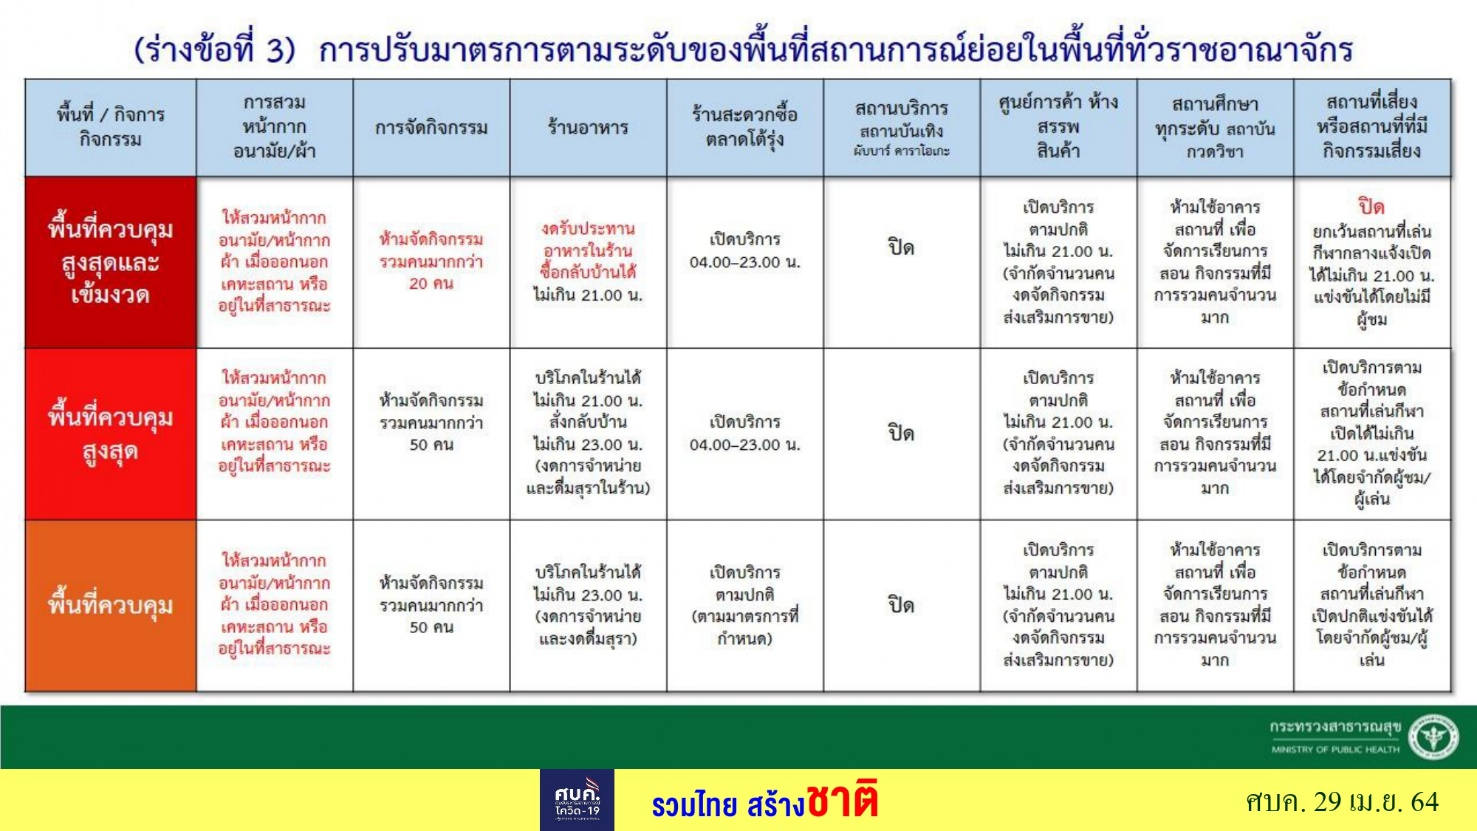 (ร่างข้อที่ 3) การปรับมาตรการตามระดับของพื้นที่สถานการณ์ย่อยในพื้นที่ทั่วราชอาณาจักร
พื้นที่ / กิจการ
กิจกรรม
การสวม
หน้ากาก
อนามัย/ผ้า
การจัดกิจกรรม
ร้านอาหาร
ร้านสะดวกซื้อ
ตลาดโต้รุ่ง
สถานบริการ
สถานบันเทิง
ผับบาร์ คาราโอเกะ
ศูนย์การค้า ห้าง
สรรพ
สินค้า
สถานศึกษา
ทุกระดับ สถาบัน
กวดวิชา
สถานที่เสี่ยง
หรือสถานที่ที่มี
กิจกรรมเสี่ยง
พื้นที่ควบคุม
สูงสุดและ
เข้มงวด
ให้สวมหน้ากาก
อนามัย/หน้ากาก
ผ้า เมื่อออกนอก
เคหะสถาน หรือ
อยู่ในที่สาธารณะ
ห้ามจัดกิจกรรม
รวมคนมากกว่า
20 คน
งดรับประทาน
อาหารในร้าน
ซื้อกลับบ้านได้
ไม่เกิน 21.00 น.
เปิดบริการ
04.00–23.00 น.
ปิด
เปิดบริการ
ตามปกติ
ไม่เกิน 21.00 น.
(จำกัดจำนวนคน
งดจัดกิจกรรม
ส่งเสริมการขาย)
ห้ามใช้อาคาร
สถานที่ เพื่อ
จัดการเรียนการ
สอน กิจกรรมที่มี
การรวมคนจำนวน
มาก
ปิด
ยกเว้นสถานที่เล่น
กีฬากลางแจ้งเปิด
ได้ไม่เกิน 21.00 น.
แข่งขันได้โดยไม่มี
ผู้ชม
พื้นที่ควบคุม
สูงสุด
ให้สวมหน้ากาก
อนามัย/หน้ากาก
ผ้า เมื่อออกนอก
เคหะสถาน หรือ
อยู่ในที่สาธารณะ
ห้ามจัดกิจกรรม
รวมคนมากกว่า
50 คน
บริโภคในร้านได้
ไม่เกิน 21.00 น.
สั่งกลับบ้าน
ไม่เกิน 23.00 น.
(งดการจำหน่าย
และดื่มสุราในร้าน)
เปิดบริการ
04.00–23.00 น.
ปิด
เปิดบริการ
ตามปกติ
ไม่เกิน 21.00 น.
(จำกัดจำนวนคน
งดจัดกิจกรรม
ส่งเสริมการขาย)
ห้ามใช้อาคาร
สถานที่ เพื่อ
จัดการเรียนการ
สอน กิจกรรมที่มี
การรวมคนจำนวน
มาก
เปิดบริการตาม
ข้อกำหนด
สถานที่เล่นกีฬา
เปิดได้ไม่เกิน
21.00 น.แข่งขัน
ได้โดยจำกัดผู้ชม/
ผู้เล่น
พื้นที่ควบคุม
ให้สวมหน้ากาก
อนามัย/หน้ากาก
ผ้า เมื่อออกนอก
เคหะสถาน หรือ
อยู่ในที่สาธารณะ
ห้ามจัดกิจกรรม
รวมคนมากกว่า
50 คน
บริโภคในร้านได้
ไม่เกิน 23.00 น.
(งดการจำหน่าย
และงดดื่มสุรา)
เปิดบริการ
ตามปกติ
(ตามมาตรการที่
กำหนด)
ปิด
เปิดบริการ
ตามปกติ
ไม่เกิน 21.00 น.
(จำกัดจำนวนคน
งดจัดกิจกรรม
ส่งเสริมการขาย)
ห้ามใช้อาคาร
สถานที่ เพื่อ
จัดการเรียนการ
สอน กิจกรรมที่มี
การรวมคนจำนวน
มาก
เปิดบริการตาม
ข้อกำหนด
สถานที่เล่นกีฬา
เปิดปกติแข่งขันได้
โดยจำกัดผู้ชม/ผู้
เล่น
กระทรวงสาธารณสุข
MINISTRY OF PUBLIC HEALTH
ศบค.
โควิด-19
รวมไทย สร้างชาติ
ศบค. 29 เม.ย. 64